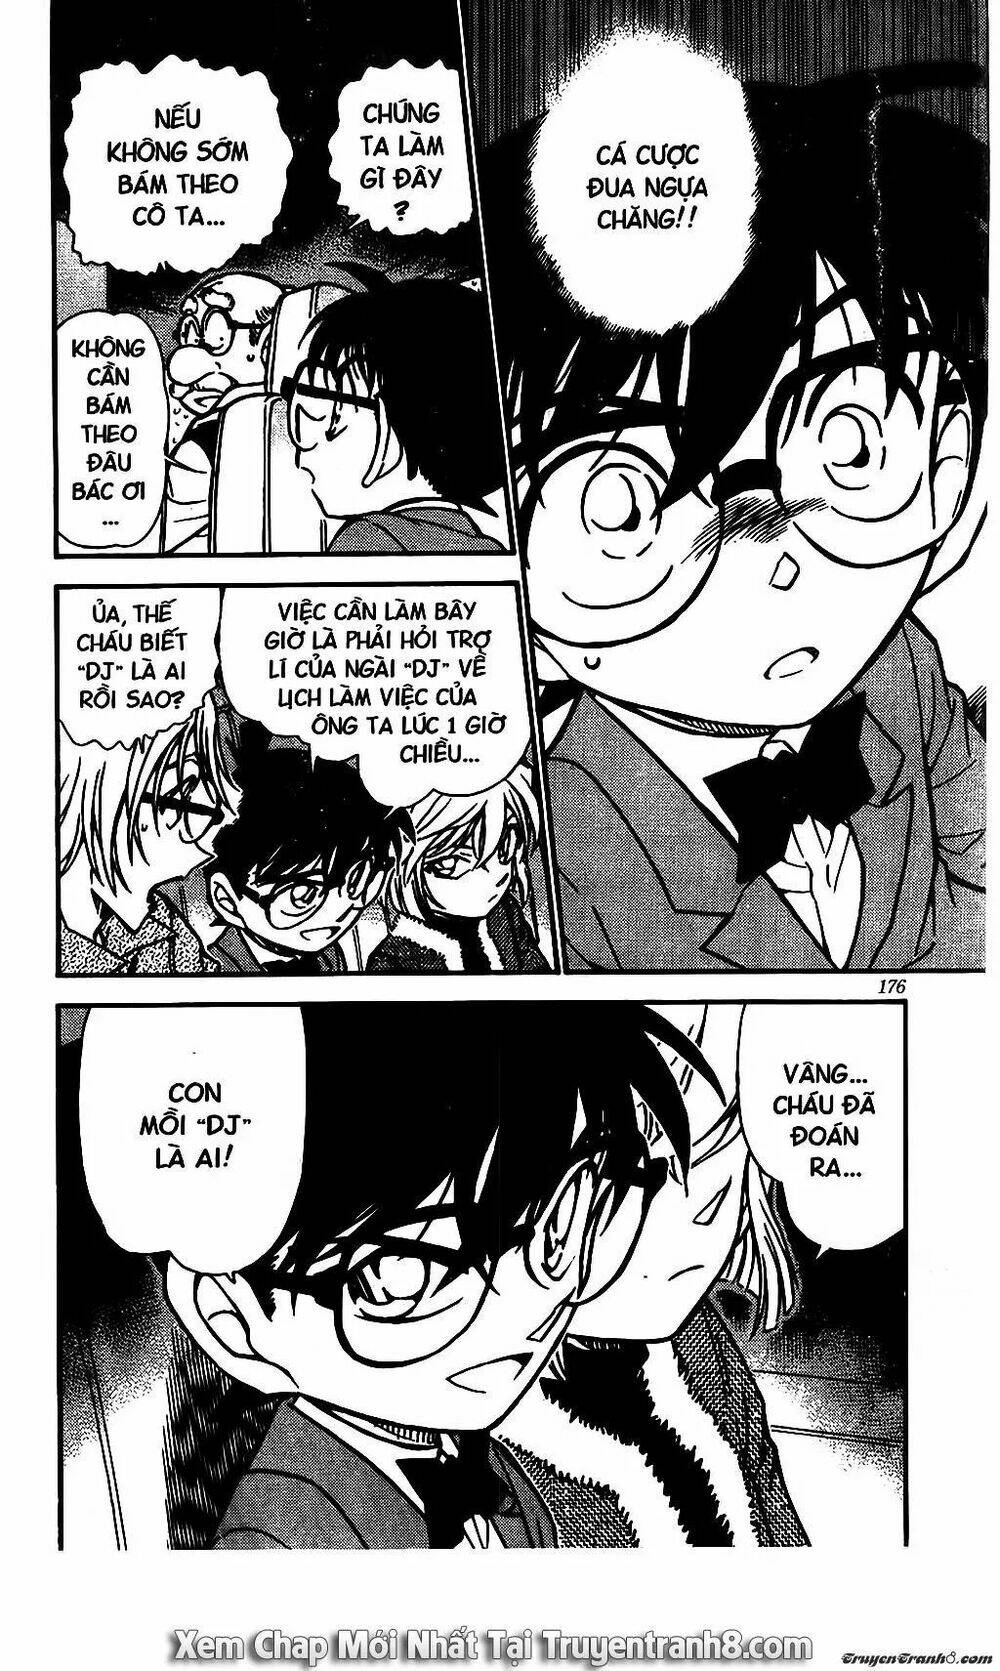 CÁ CƯỢC
ĐUA NGỰA
CHĂNG!!
CHÚNG
TA LÀM
GÌ ĐÂY
?
NẾU
KHÔNG SỚM
BÁM THEO
CÔ TA...
KHÔNG
CẦN
BÁM
THEO
ĐÂU
BÁC ƠI
...
VIỆC CẦN LÀM BÂY
GIỜ LÀ PHẢI HỎI TRỢ
LÍ CỦA NGÀI "DJ" VỀ
LỊCH LÀM VIỆC CỦA
ÔNG TA LÚC 1 GIỜ
CHIỀU...
ỦA, THẾ
CHÁU BIẾT
"DJ" LÀ AI
RỒI SAO?
176
VÂNG...
CHÁU ĐÃ
ĐOÁN
RA...
CON
MỒI "DJ"
LÀ AI!
Xem Chap Mới Nhất Tại Truyentranh8.com
TruyenTranh8.com